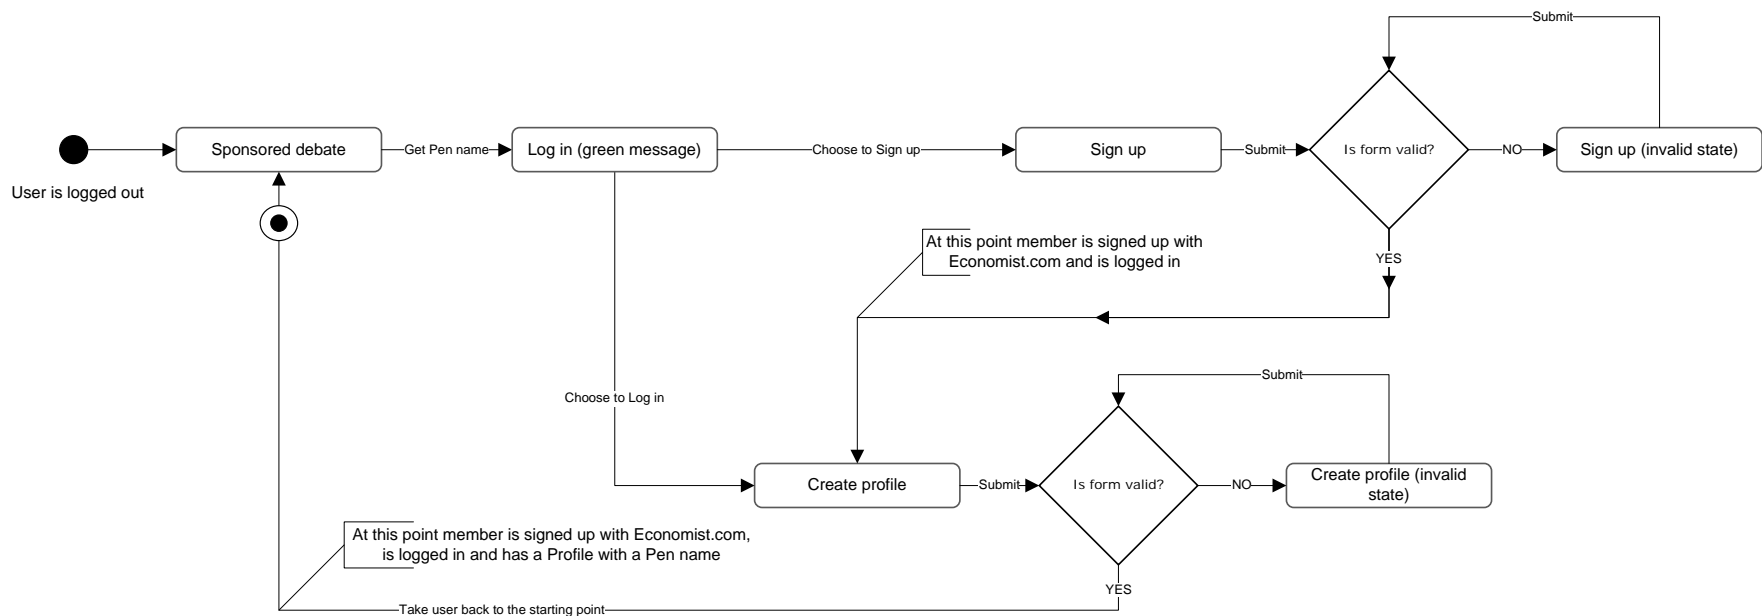 Submit
Sponsored debate
Get Pen name
Log in (green message)
Choose to Sign up
Sign up
Submit
Is form valid?
NO
Sign up (invalid state)
User is logged out
At this point member is signed up with
Economist.com and is logged in
YES
Submit
Choose to Log in
Create profile
Submit
Is form valid?
NO
Create profile (invalid
state)
At this point member is signed up with Economist.com,
is logged in and has a Profile with a Pen name
YES
Take user back to the starting point